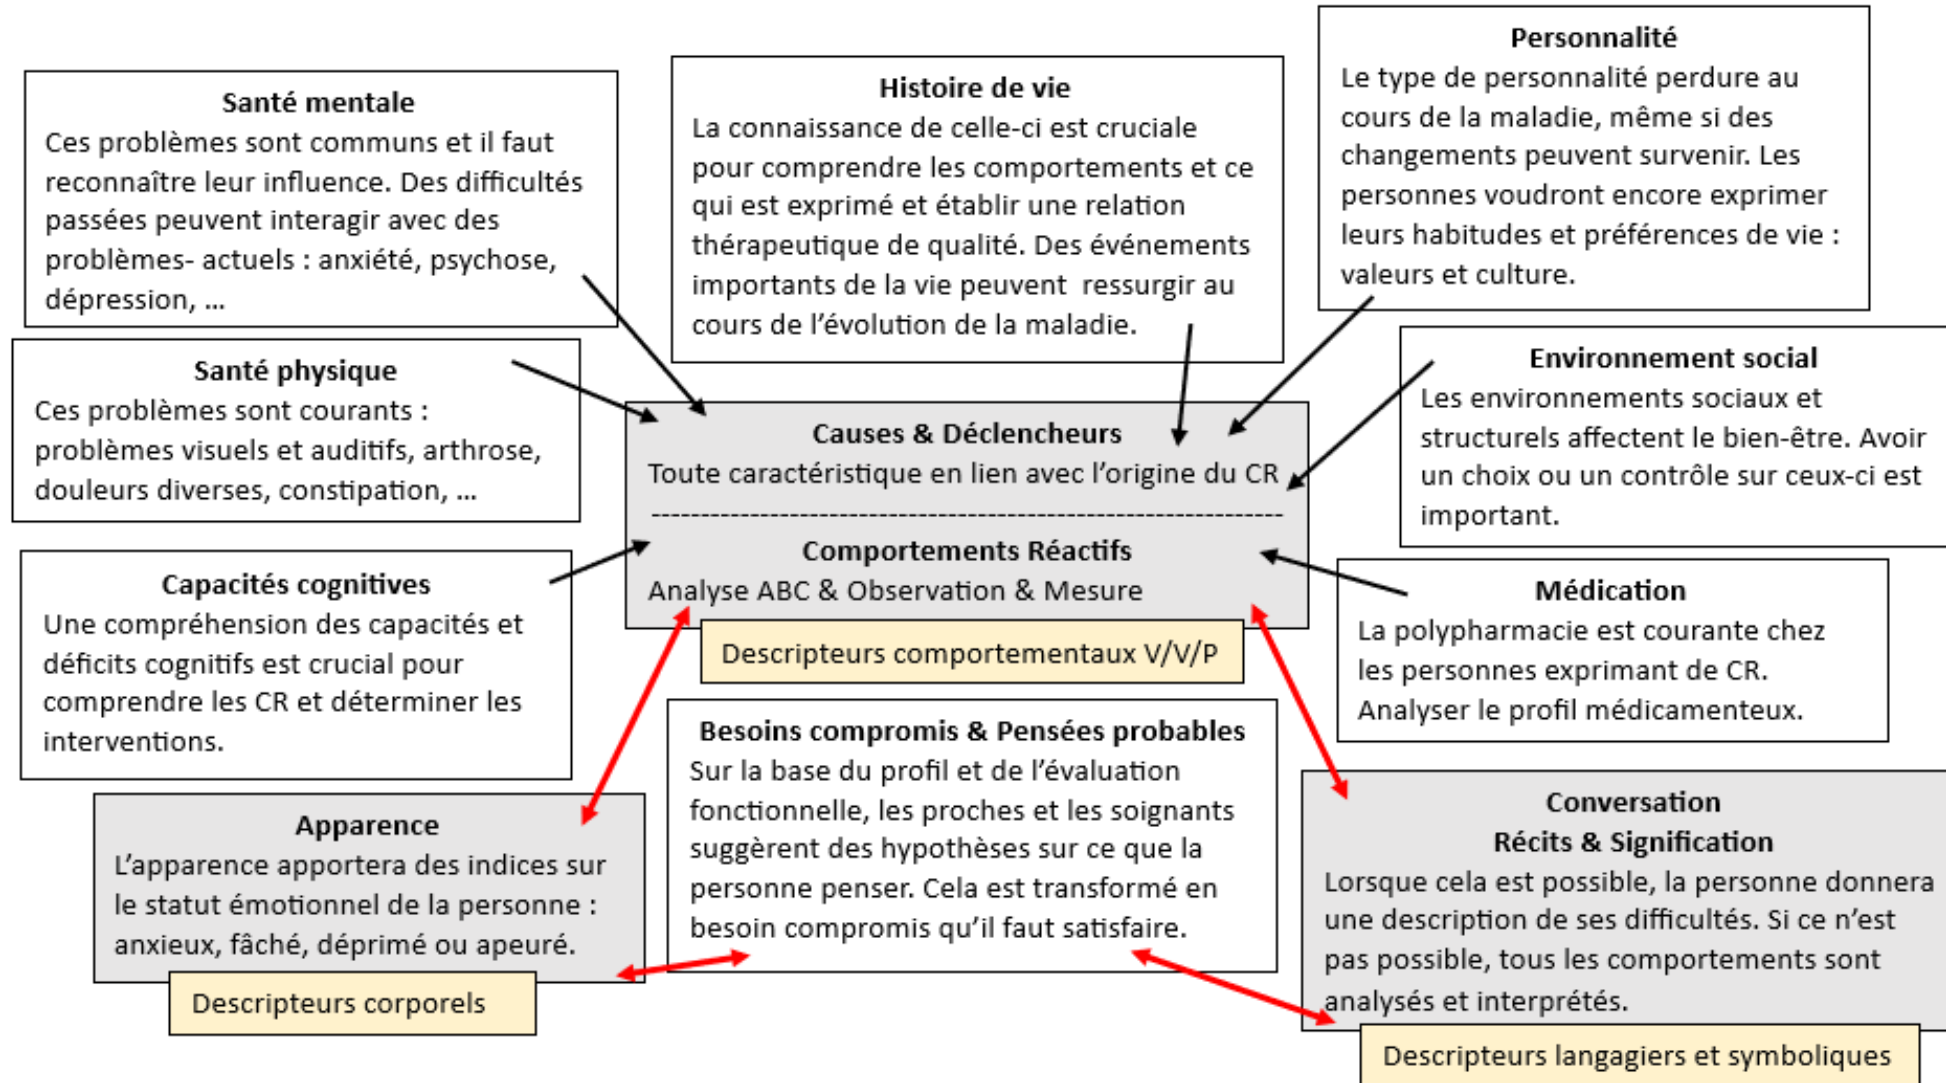 Santé mentale
Ces problèmes sont communs et il faut
reconnaître leur influence. Des difficultés
passées peuvent interagir avec des
problèmes- actuels : anxiété, psychose,
dépression, ...
Histoire de vie
La connaissance de celle-ci est cruciale
pour comprendre les comportements et ce
qui est exprimé et établir une relation
thérapeutique de qualité. Des événements
importants de la vie peuvent ressurgir au
cours de l'évolution de la maladie.
Personnalité
Le type de personnalité perdure au
cours de la maladie, même si des
changements peuvent survenir. Les
personnes voudront encore exprimer
leurs habitudes et préférences de vie :
valeurs et culture.
Santé physique
Ces problèmes sont courants :
problèmes visuels et auditifs, arthrose,
douleurs diverses, constipation, ...
Causes & Déclencheurs
Toute caractéristique en lien avec l'origine du CR
----------------------------------------------------------------
Comportements Réactifs
Analyse ABC & Observation & Mesure
Descripteurs comportementaux V/V/P
Environnement social
Les environnements sociaux et
structurels affectent le bien-être. Avoir
un choix ou un contrôle sur ceux-ci est
important.
Capacités cognitives
Une compréhension des capacités et
déficits cognitifs est crucial pour
comprendre les CR et déterminer les
interventions.
Médication
La polypharmacie est courante chez
les personnes exprimant de CR.
Analyser le profil médicamenteux.
Apparence
L'apparence apportera des indices sur
le statut émotionnel de la personne :
anxieux, fâché, déprimé ou apeuré.
Descripteurs corporels
Besoins compromis & Pensées probables
Sur la base du profil et de l'évaluation
fonctionnelle, les proches et les soignants
suggèrent des hypothèses sur ce que la
personne penser. Cela est transformé en
besoin compromis qu'il faut satisfaire.
Conversation
Récits & Signification
Lorsque cela est possible, la personne donnera
une description de ses difficultés. Si ce n'est
pas possible, tous les comportements sont
analysés et interprétés.
Descripteurs langagiers et symboliques